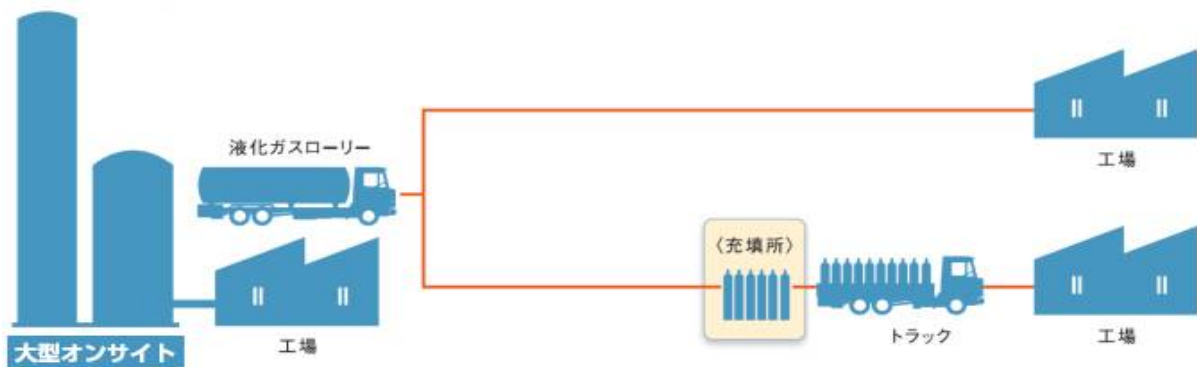 液化ガスローリー
工場
〈充填所〉
トラック
工場
工場
大型オンサイト